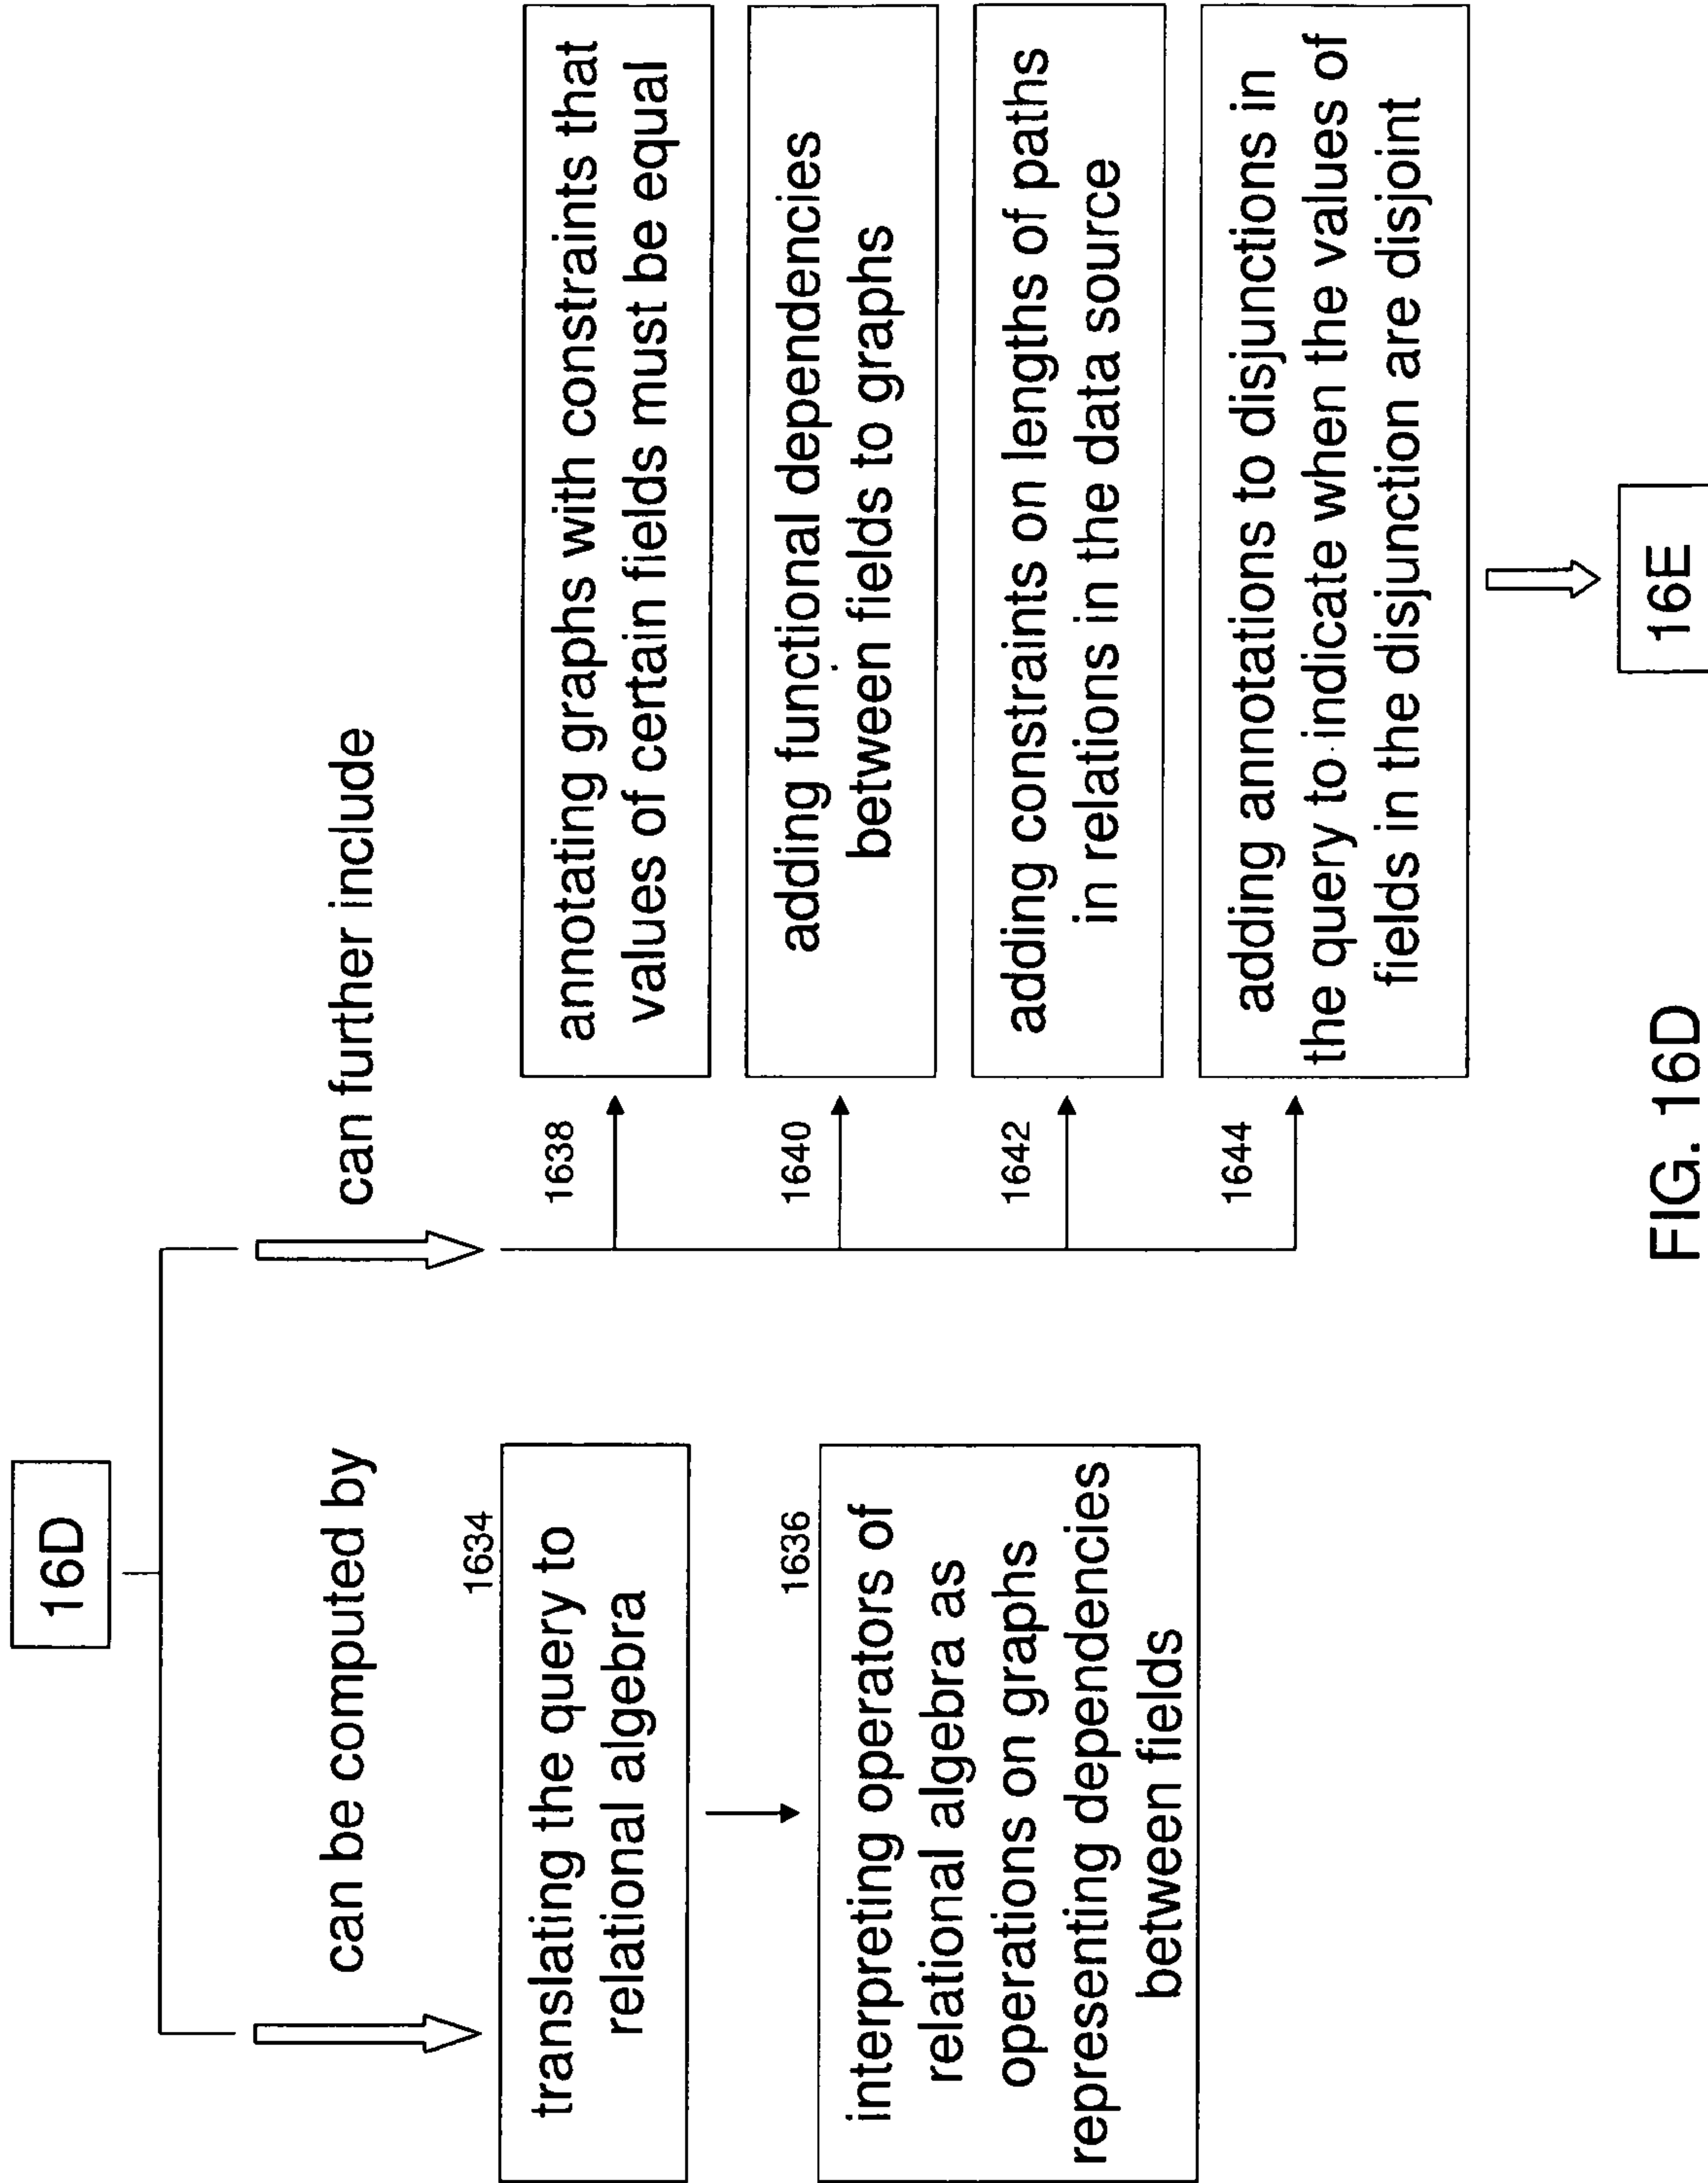 16D
can be computed by
1634
translating the query to
relational algebra
1636
interpreting operators of
relational algebra as
operations on graphs
representing dependencies
between fields
can further include
1638
annotating graphs with constraints that
values of certain fields must be equal
1640
adding functional dependencies
between fields to graphs
1642
adding constraints on lengths of paths
in relations in the data source
1644
adding annotations to disjunctions in
the query to indicate when the values of
fields in the disjunction are disjoint
16E
FIG. 16D